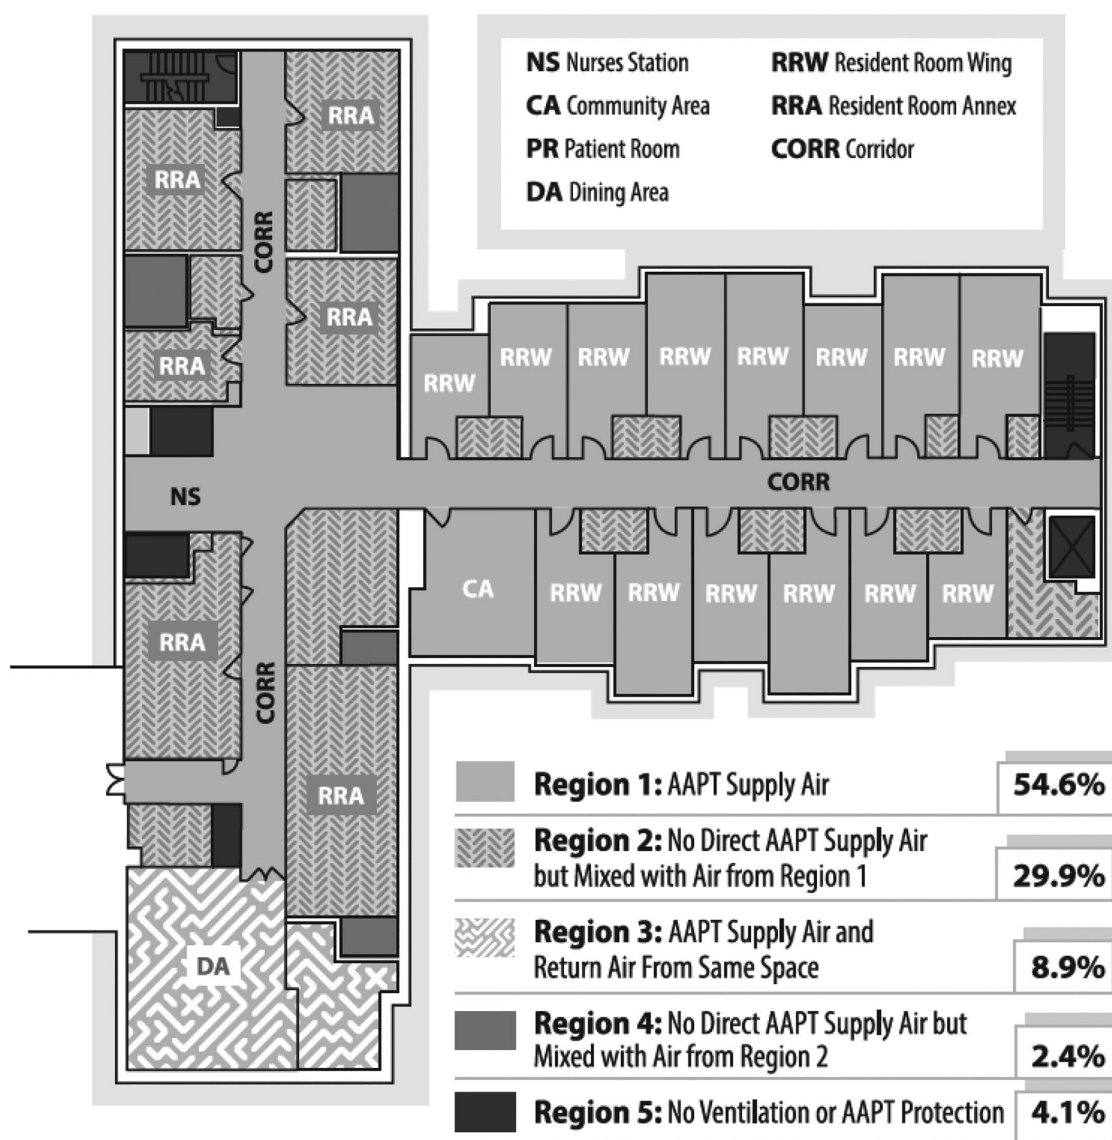 NS Nurses Station
CA Community Area
PR Patient Room
DA Dining Area
RRW Resident Room Wing
RRA Resident Room Annex
CORR Corridor
RRA
RRA
CORR
RRA
RRA
RRW
RRW
RRW
RRW
RRW
RRW
RRW
RRW
NS
CORR
CA
RRW
RRW
RRW
RRW
RRW
RRW
RRA
CORR
RRA
DA
Region 1: AAPT Supply Air
54.6%
Region 2: No Direct AAPT Supply Air
but Mixed with Air from Region 1
29.9%
Region 3: AAPT Supply Air and
Return Air From Same Space
8.9%
Region 4: No Direct AAPT Supply Air but
Mixed with Air from Region 2
2.4%
Region 5: No Ventilation or AAPT Protection
4.1%